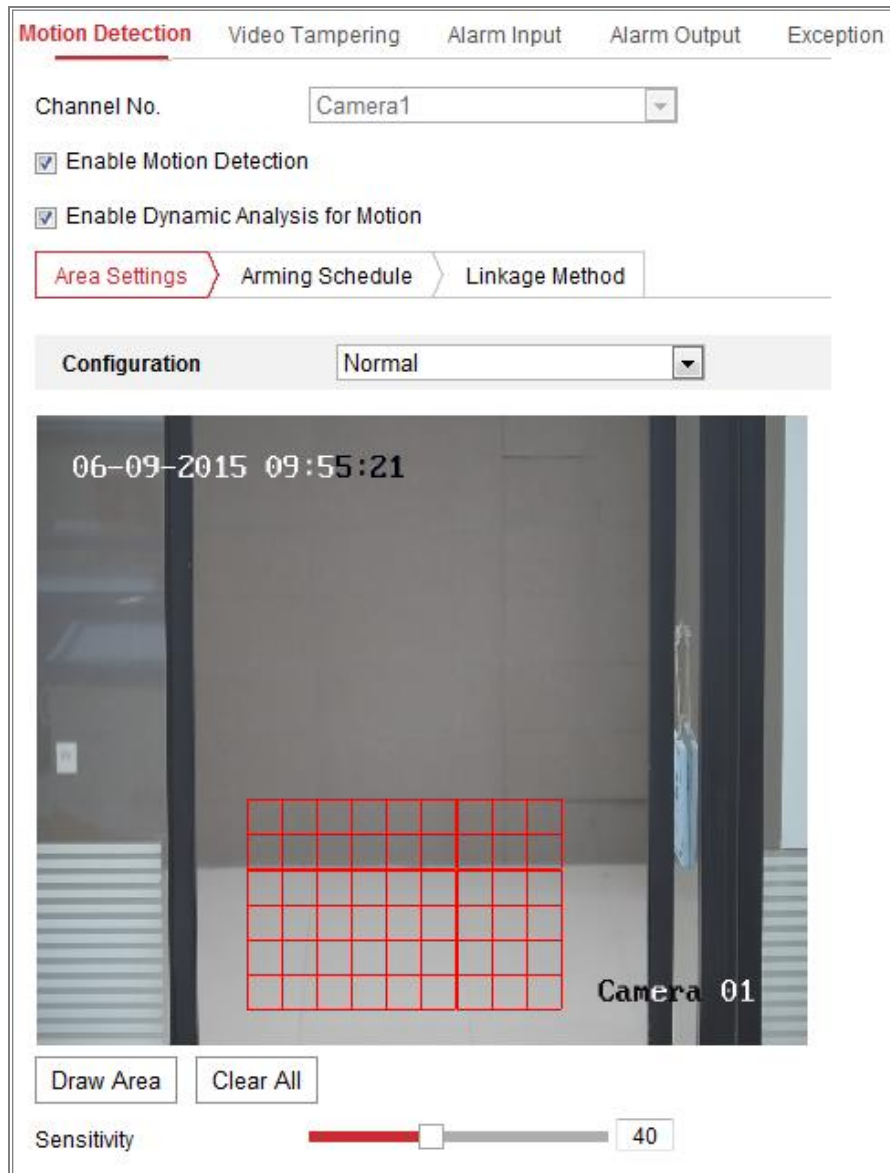 Motion Detection Video Tampering Alarm Input Alarm Output Exception
Channel No. Camera1
Enable Motion Detection
Enable Dynamic Analysis for Motion
Area Settings Arming Schedule Linkage Method
Configuration Normal
06-09-2015 09:55:21
Camera 01
Draw Area Clear All
Sensitivity 40